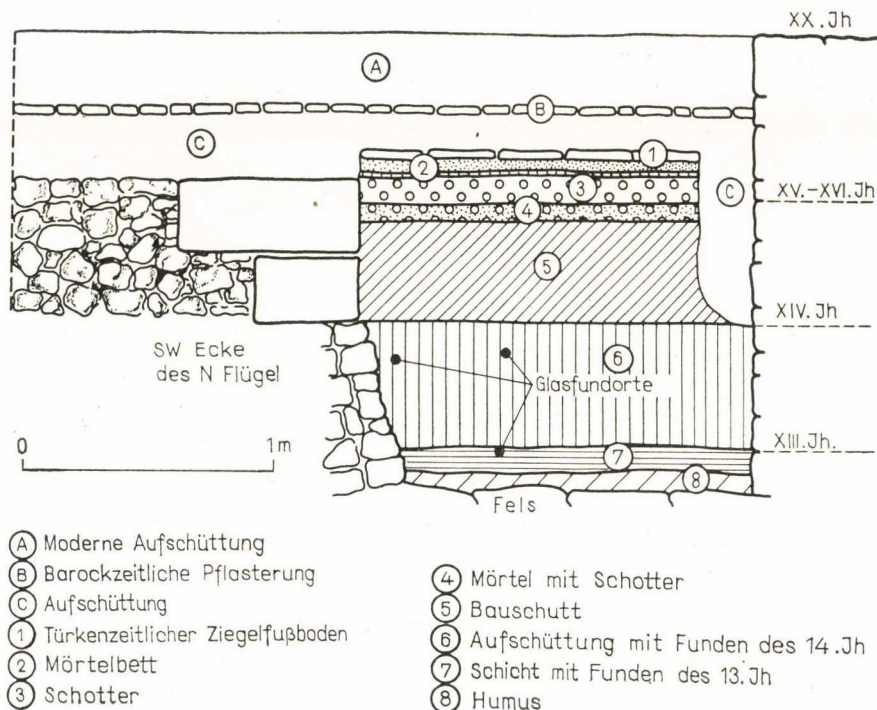 XX.Jh
A
B
C
1
2
3
C
XV.-XVI.Jh
4
5
XIV.Jh
SW Ecke
des N Flügel
6
Glasfundorte
0 1m
XIII.Jh.
7
8
Fels
A Moderne Aufschüttung
B Barockzeitliche Pflasterung
C Aufschüttung
1 Türkenzeitlicher Ziegelfußboden
2 Mörtelbett
3 Schotter
4 Mörtel mit Schotter
5 Bauschutt
6 Aufschüttung mit Funden des 14.Jh
7 Schicht mit Funden des 13.Jh
8 Humus